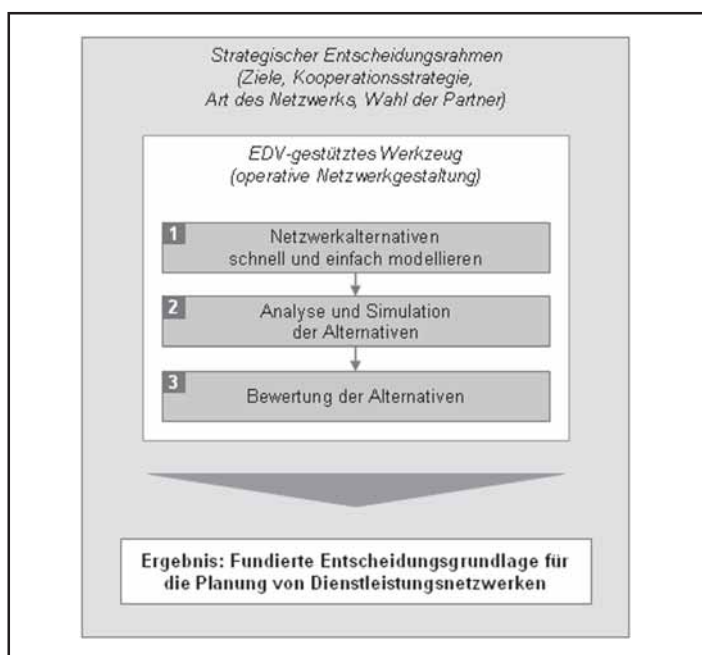 Strategischer Entscheidungsrahmen
(Ziele, Kooperationsstrategie,
Art des Netzwerks, Wahl der Partner)
EDV-gestütztes Werkzeug
(operative Netzwerkgestaltung)
1
Netzwerkalternativen
schnell und einfach modellieren
2
Analyse und Simulation
der Alternativen
3
Bewertung der Alternativen
Ergebnis: Fundierte Entscheidungsgrundlage für
die Planung von Dienstleistungsnetzwerken